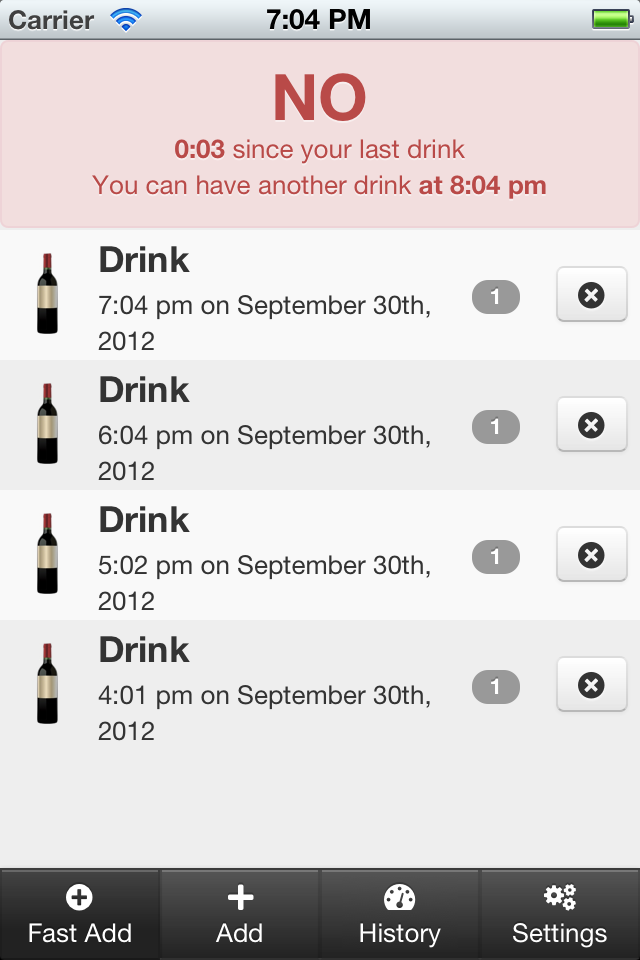 Carrier 7:04 PM
NO
0:03 since your last drink
You can have another drink at 8:04 pm
Drink
7:04 pm on September 30th,
2012
1
Drink
6:04 pm on September 30th,
2012
1
Drink
5:02 pm on September 30th,
2012
1
Drink
4:01 pm on September 30th,
2012
1
Fast Add
Add
History
Settings